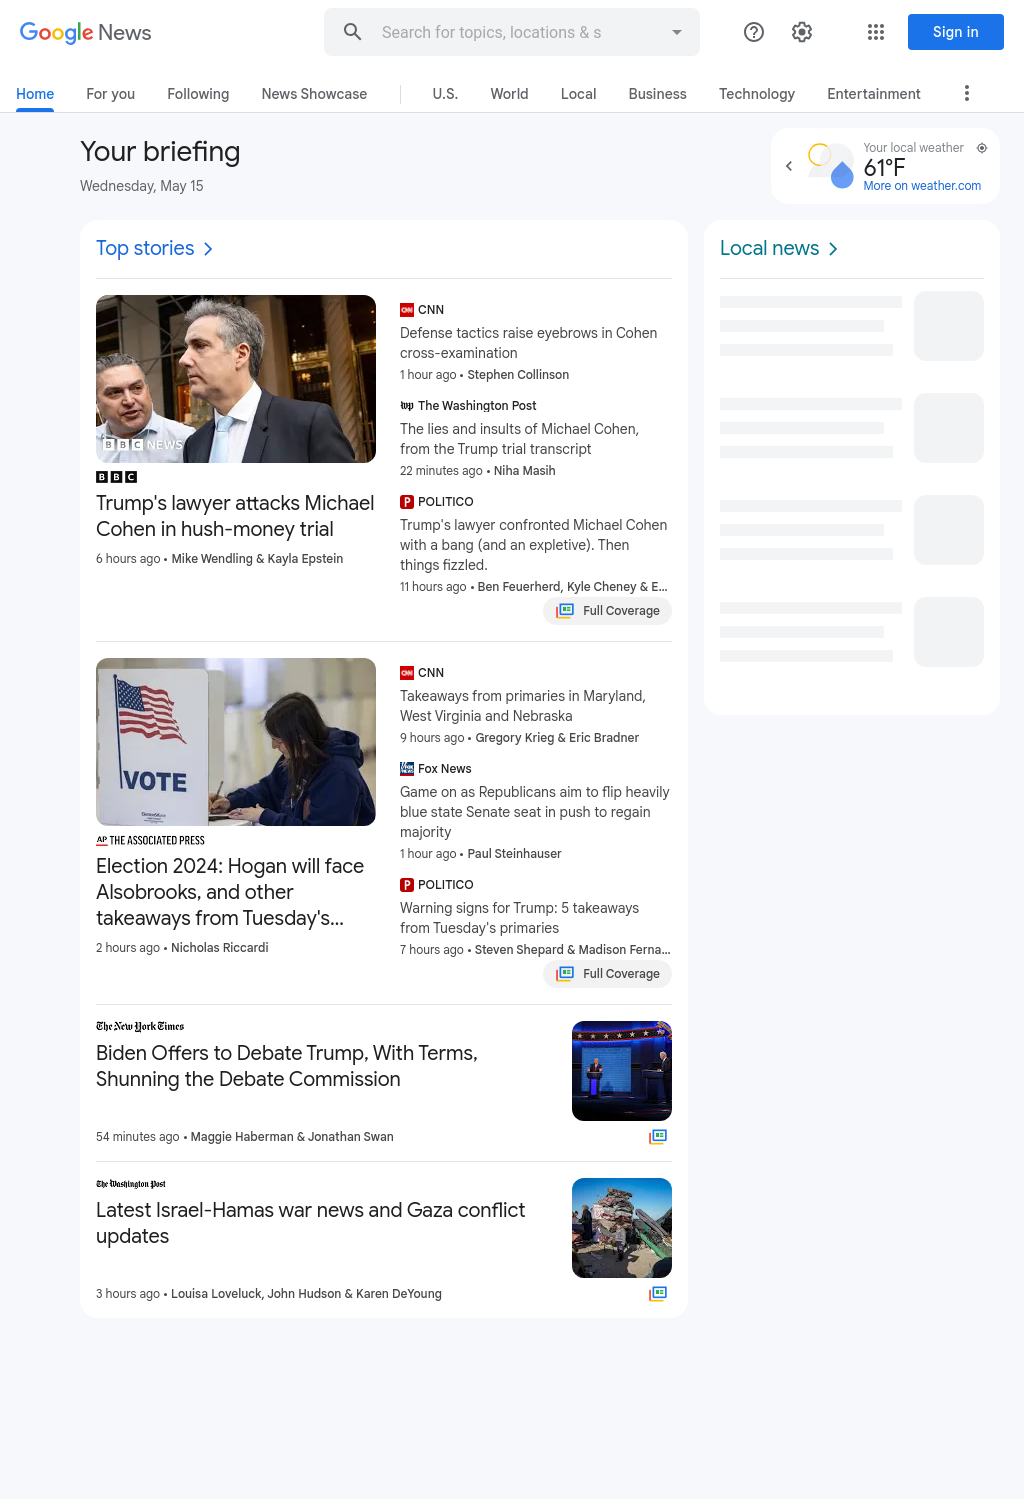 Google News
Search for topics, locations & s
Sign in
Home
For you
Following
News Showcase
U.S.
World
Local
Business
Technology
Entertainment
Your briefing
Wednesday, May 15
Your local weather
61°F
More on weather.com
Top stories
BBC NEWS
BBC
Trump's lawyer attacks Michael
Cohen in hush-money trial
6 hours ago • Mike Wendling & Kayla Epstein
CNN
CNN
Defense tactics raise eyebrows in Cohen
cross-examination
1 hour ago • Stephen Collinson
wp The Washington Post
The lies and insults of Michael Cohen,
from the Trump trial transcript
22 minutes ago • Niha Masih
P POLITICO
Trump's lawyer confronted Michael Cohen
with a bang (and an expletive). Then
things fizzled.
11 hours ago • Ben Feuerherd, Kyle Cheney & E...
Full Coverage
VOTE
AP THE ASSOCIATED PRESS
Election 2024: Hogan will face
Alsobrooks, and other
takeaways from Tuesday's...
2 hours ago • Nicholas Riccardi
CNN
CNN
Takeaways from primaries in Maryland,
West Virginia and Nebraska
9 hours ago • Gregory Krieg & Eric Bradner
Fox News
Game on as Republicans aim to flip heavily
blue state Senate seat in push to regain
majority
1 hour ago • Paul Steinhauser
P POLITICO
Warning signs for Trump: 5 takeaways
from Tuesday's primaries
7 hours ago • Steven Shepard & Madison Ferna...
Full Coverage
The New York Times
Biden Offers to Debate Trump, With Terms,
Shunning the Debate Commission
54 minutes ago • Maggie Haberman & Jonathan Swan
The Washington Post
Latest Israel-Hamas war news and Gaza conflict
updates
3 hours ago • Louisa Loveluck, John Hudson & Karen DeYoung
Local news